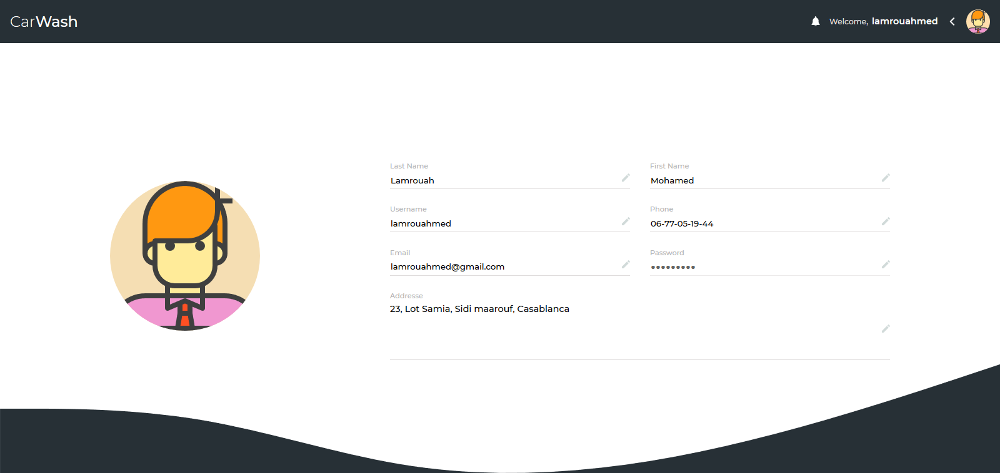 CarWash
Welcome, lamrouahmed
Last Name
Lamrouah
First Name
Mohamed
Username
lamrouahmed
Phone
06-77-05-19-44
Email
lamrouahmed@gmail.com
Password
•••••••••
Addresse
23, Lot Samia, Sidi maarouf, Casablanca